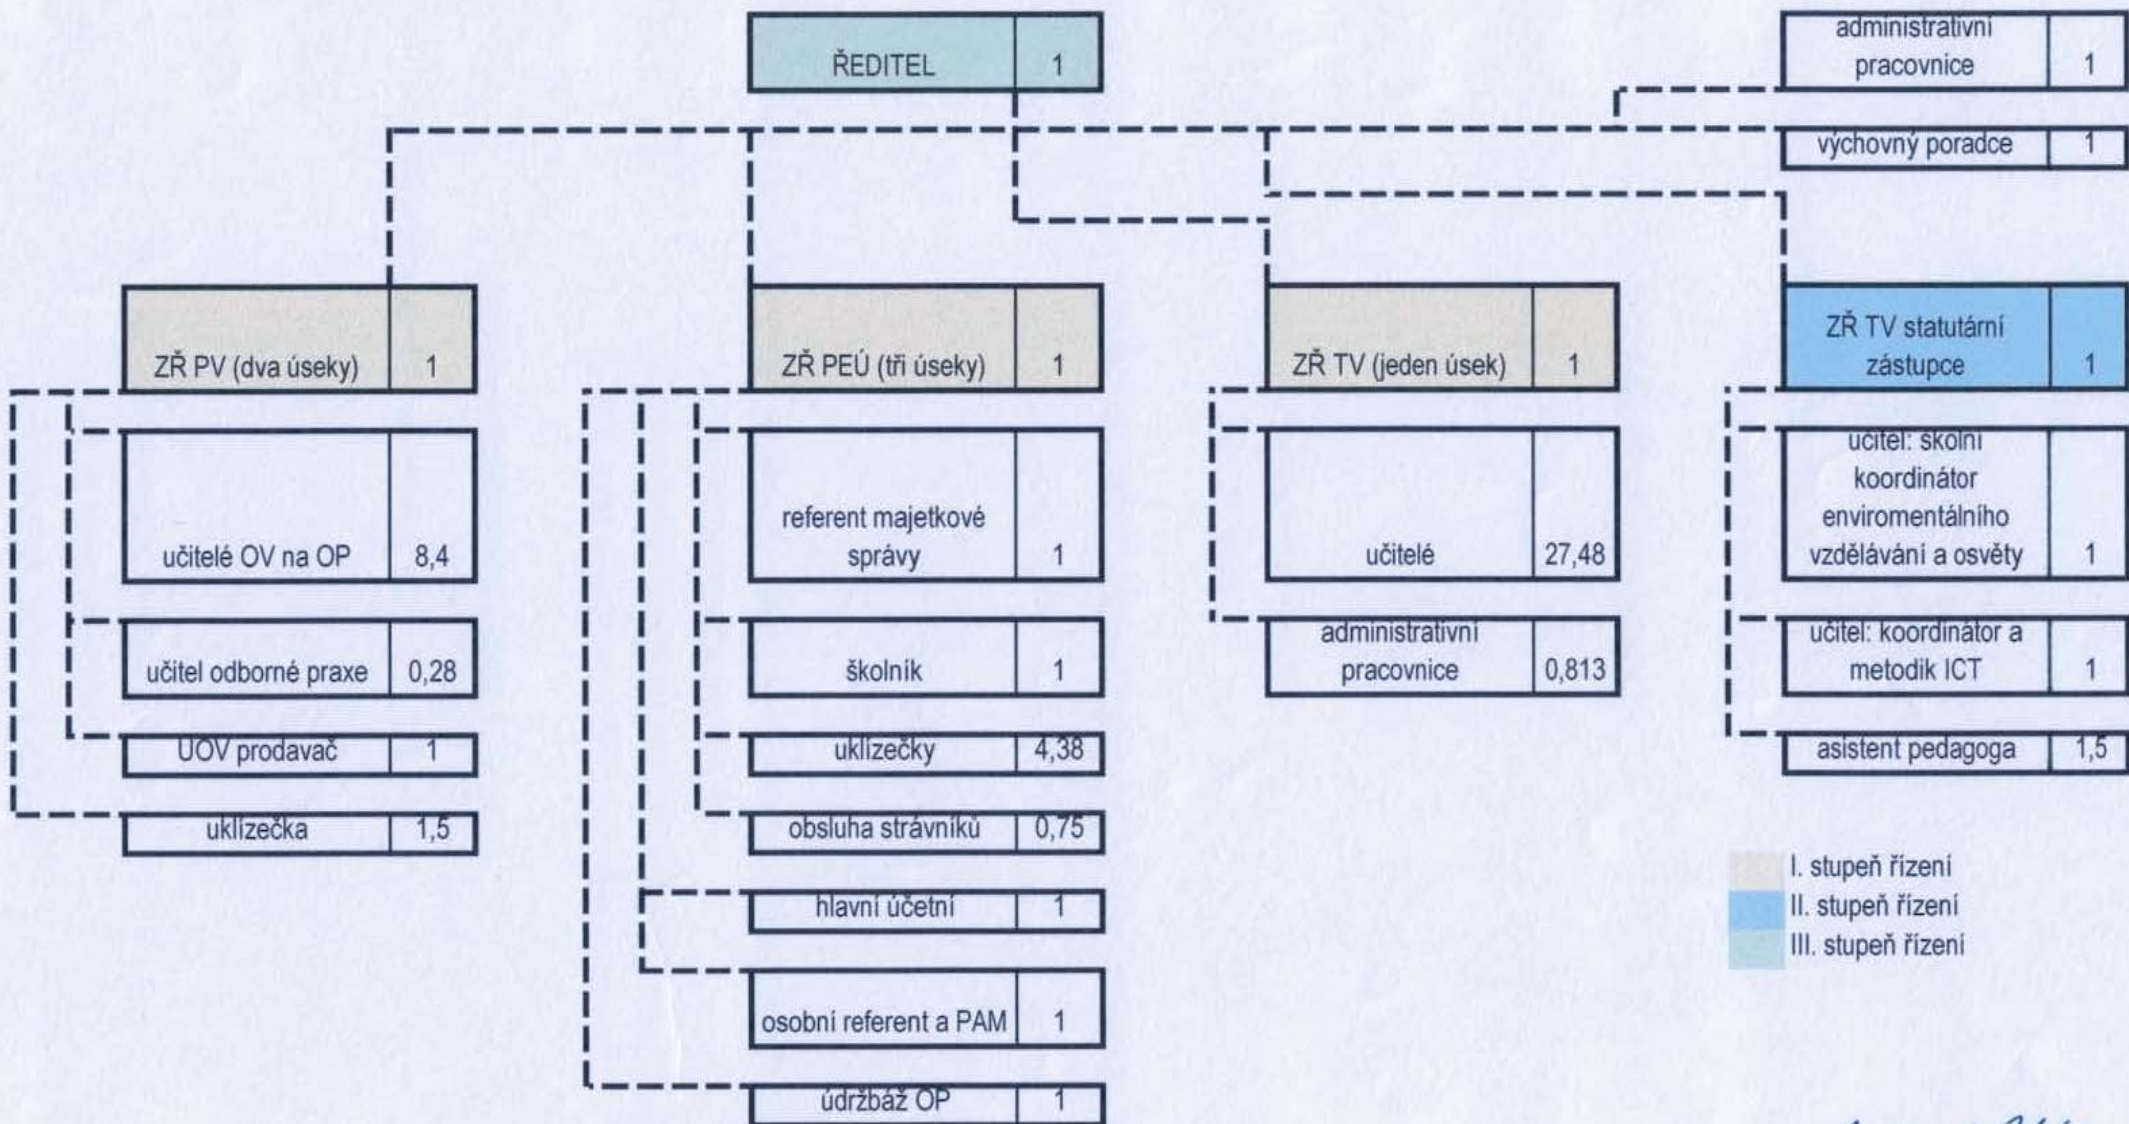 ŘEDITEL 1
administrativní
pracovnice 1
výchovný poradce 1
ZŘ PV (dva úseky) 1
učitelé OV na OP 8,4
učitel odborné praxe 0,28
UOV prodavač 1
uklízečka 1,5
ZŘ PEÚ (tři úseky) 1
referent majetkové
správy 1
školník 1
uklízečky 4,38
obsluha strávníků 0,75
hlavní účetní 1
osobní referent a PAM 1
údržbáž OP 1
ZŘ TV (jeden úsek) 1
učitelé 27,48
administrativní
pracovnice 0,813
ZŘ TV statutární
zástupce 1
učitel: školní
koordinátor
enviromentálního
vzdělávání a osvěty 1
učitel: koordinátor a
metodik ICT 1
asistent pedagoga 1,5
I. stupeň řízení
II. stupeň řízení
III. stupeň řízení